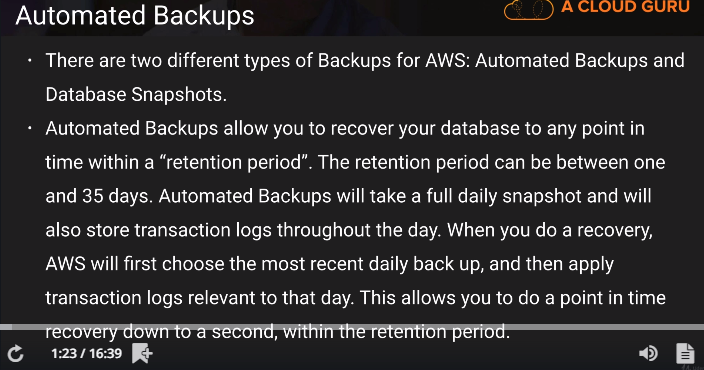 Automated Backups
A CLOUD GURU
• There are two different types of Backups for AWS: Automated Backups and
Database Snapshots.
• Automated Backups allow you to recover your database to any point in
time within a “retention period”. The retention period can be between one
and 35 days. Automated Backups will take a full daily snapshot and will
also store transaction logs throughout the day. When you do a recovery,
AWS will first choose the most recent daily back up, and then apply
transaction logs relevant to that day. This allows you to do a point in time
recovery down to a second, within the retention period.
1:23 / 16:39